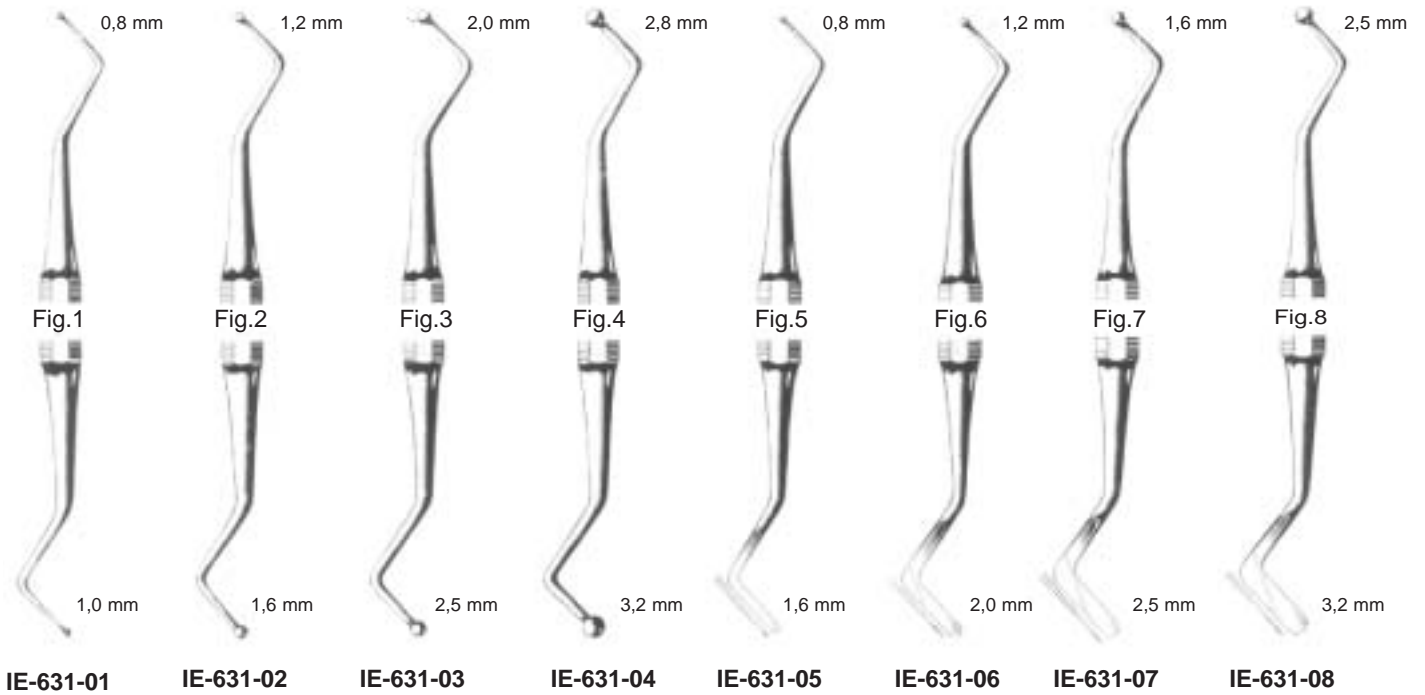 0,8 mm 1,2 mm 2,0 mm 2,8 mm 0,8 mm 1,2 mm 1,6 mm 2,5 mm
Fig.1 Fig.2 Fig.3 Fig.4 Fig.5 Fig.6 Fig.7 Fig.8
1,0 mm 1,6 mm 2,5 mm 3,2 mm 1,6 mm 2,0 mm 2,5 mm 3,2 mm
IE-631-01 IE-631-02 IE-631-03 IE-631-04 IE-631-05 IE-631-06 IE-631-07 IE-631-08